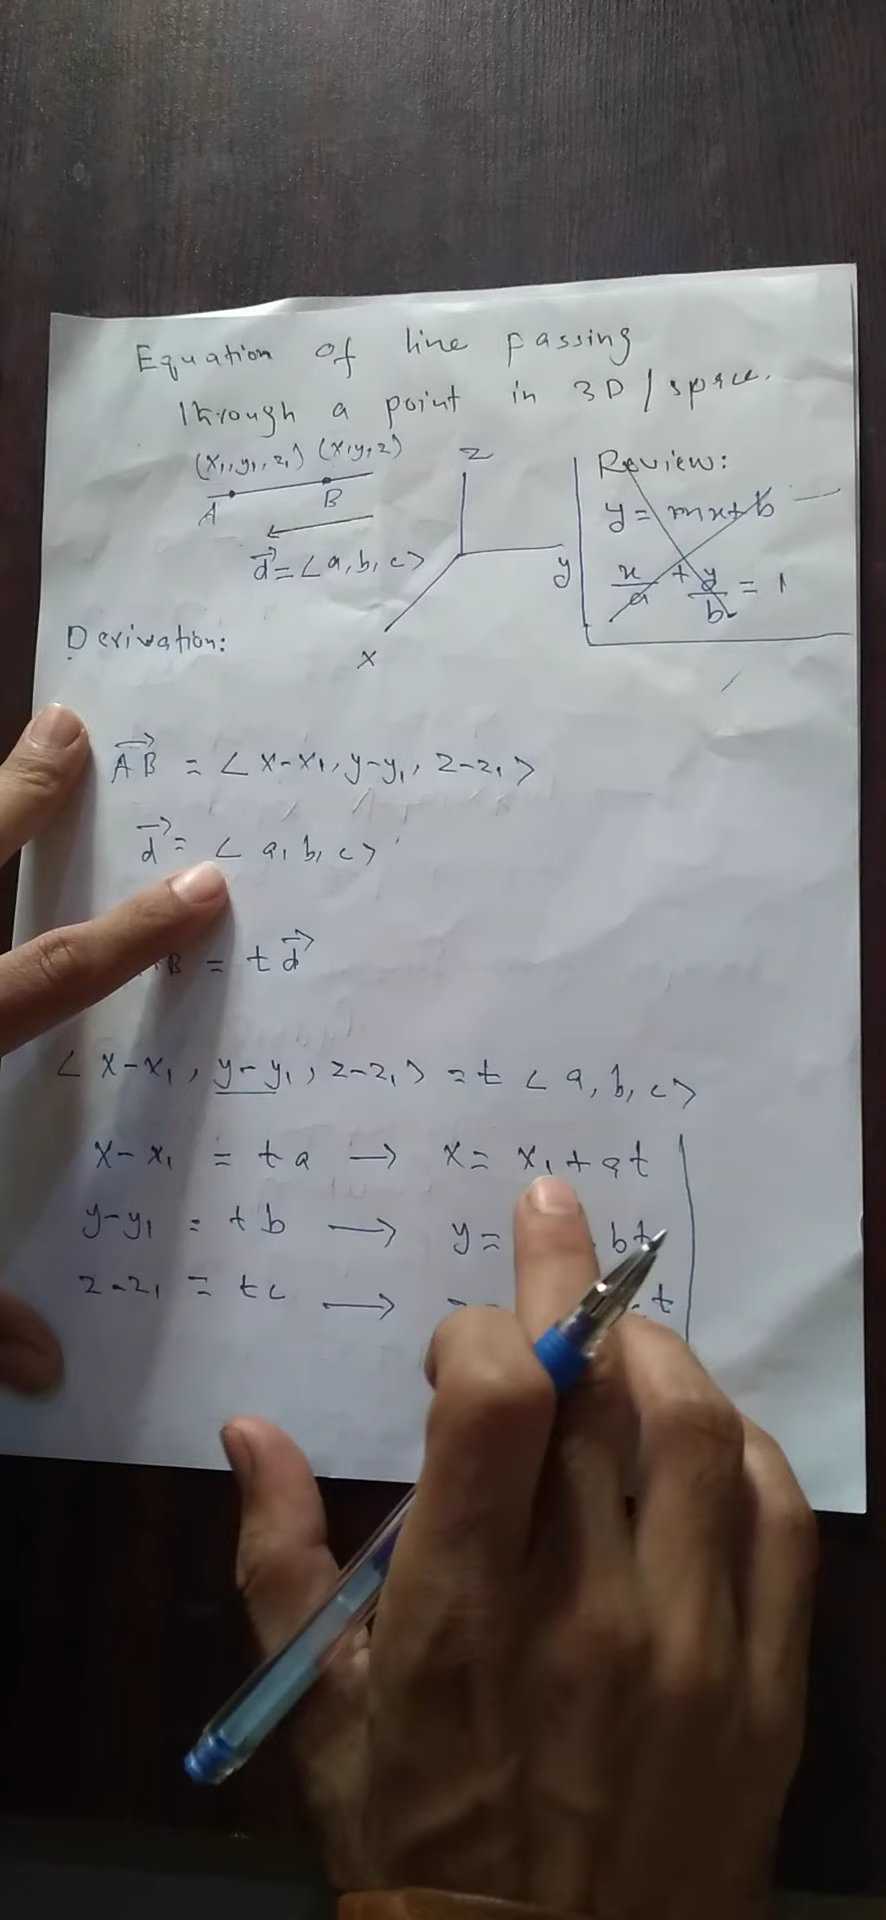 Equation of line passing
through a point in 3D / space.
(x₁, y₁, z₁) (x, y, z)
A B
d⃗ = < a, b, c >
z
y
x
Review:
y = mx + b
x/a + y/b = 1
Derivation:
A⃗B⃗ = < x-x₁, y-y₁, z-z₁ >
d⃗ = < a, b, c >
B = t d⃗
< x-x₁, y-y₁, z-z₁ > = t < a, b, c >
x-x₁ = ta → x = x₁ + at
y-y₁ = tb → y = bt
z-z₁ = tc → t